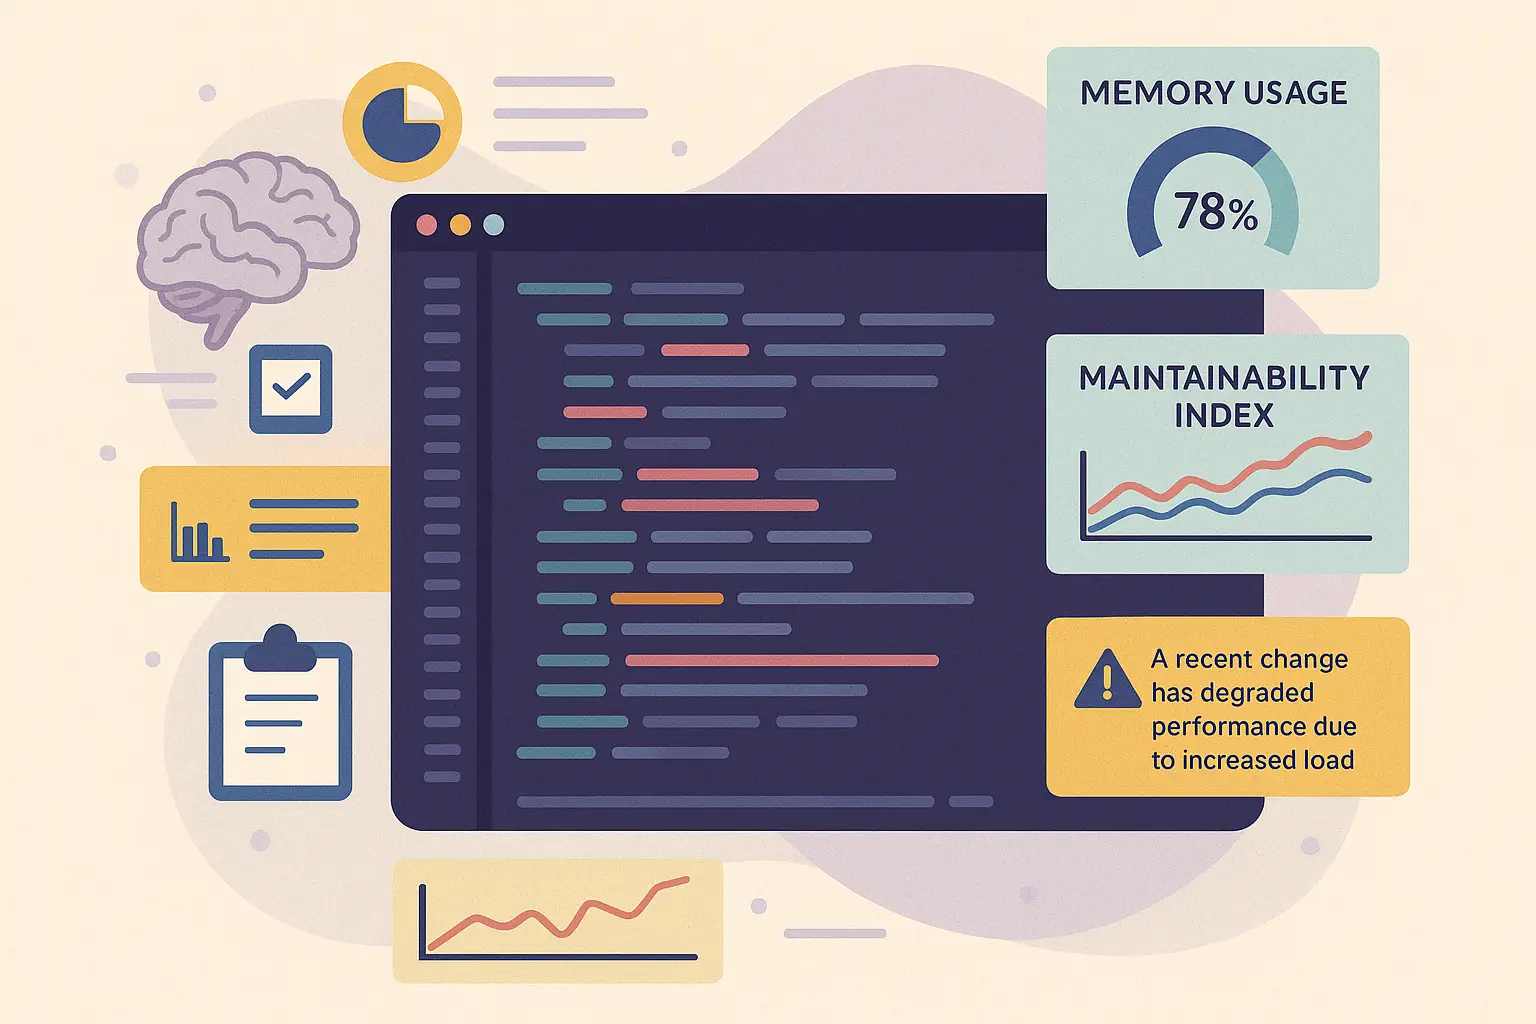 MEMORY USAGE
78%
MAINTAINABILITY
INDEX
A recent change
has degraded
performance due
to increased load